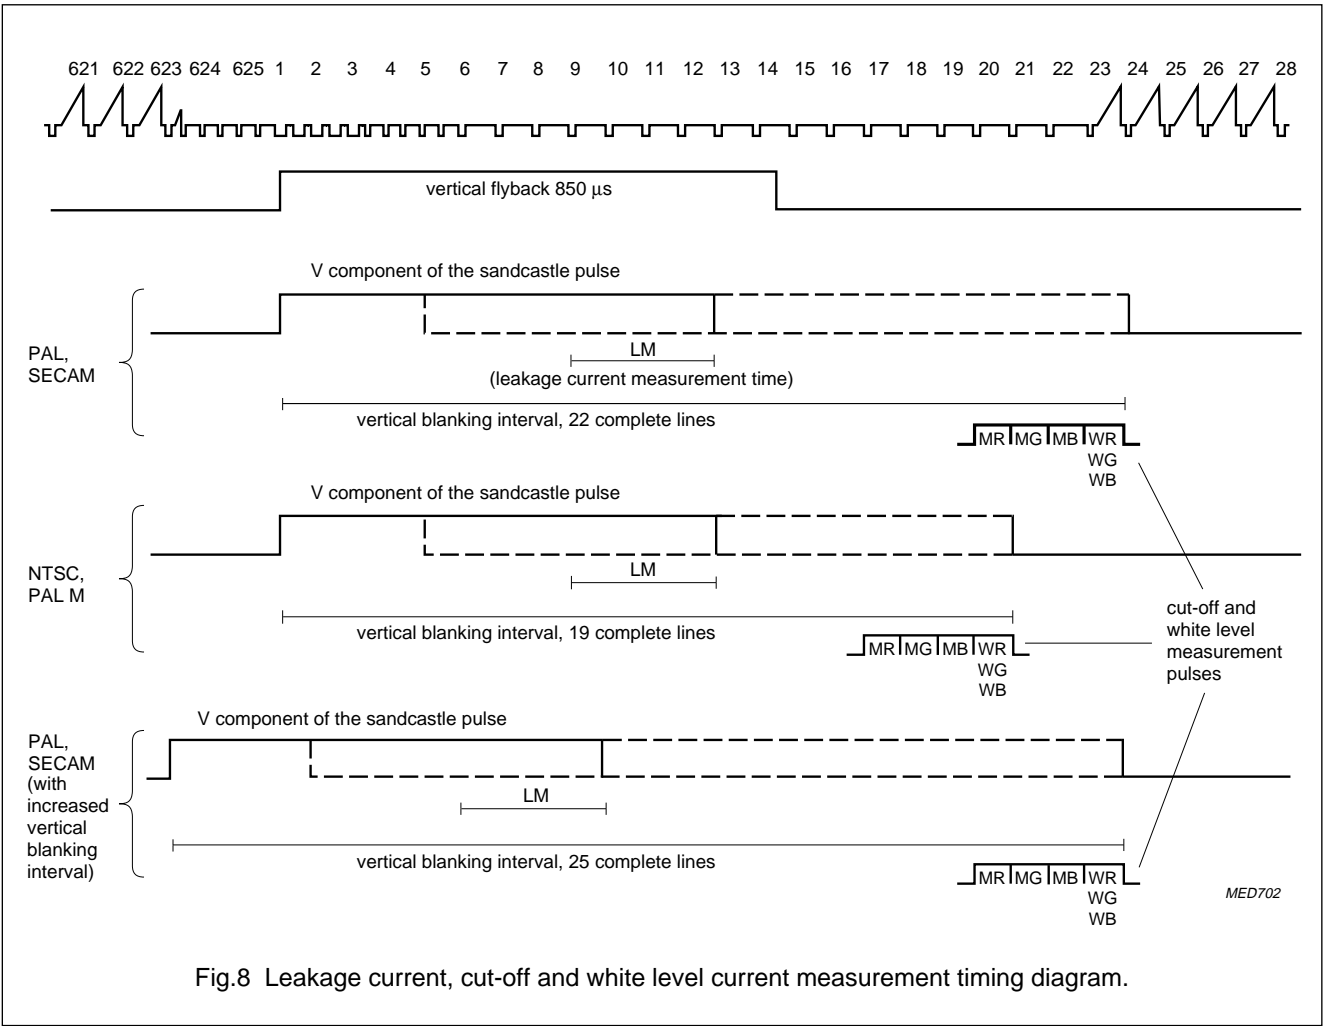 621 622 623 624 625 1 2 3 4 5 6 7 8 9 10 11 12 13 14 15 16 17 18 19 20 21 22 23 24 25 26 27 28
vertical flyback 850 μs
V component of the sandcastle pulse
PAL,
SECAM
LM
(leakage current measurement time)
vertical blanking interval, 22 complete lines
MR MG MB WR
WG
WB
V component of the sandcastle pulse
NTSC,
PAL M
LM
vertical blanking interval, 19 complete lines
MR MG MB WR
WG
WB
cut-off and
white level
measurement
pulses
V component of the sandcastle pulse
PAL,
SECAM
(with
increased
vertical
blanking
interval)
LM
vertical blanking interval, 25 complete lines
MR MG MB WR
WG
WB
MED702
Fig.8 Leakage current, cut-off and white level current measurement timing diagram.